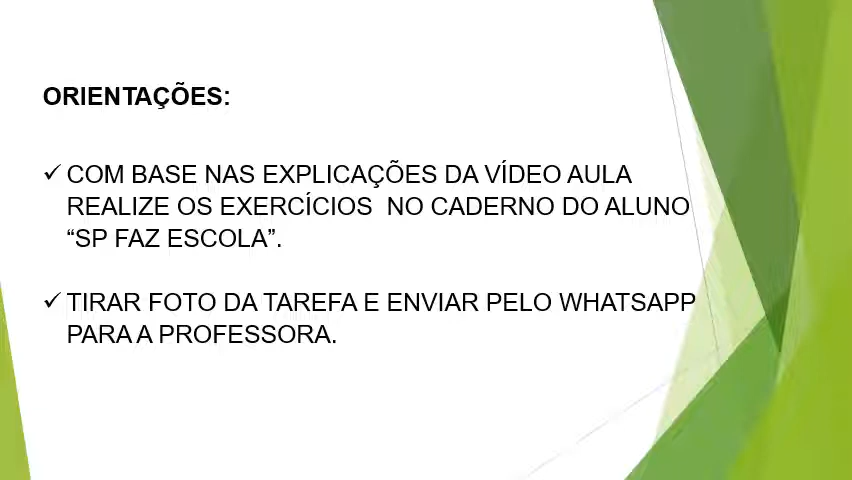 ORIENTAÇÕES:
✓ COM BASE NAS EXPLICAÇÕES DA VÍDEO AULA
REALIZE OS EXERCÍCIOS  NO CADERNO DO ALUNO
“SP FAZ ESCOLA”.
✓ TIRAR FOTO DA TAREFA E ENVIAR PELO WHATSAPP
PARA A PROFESSORA.